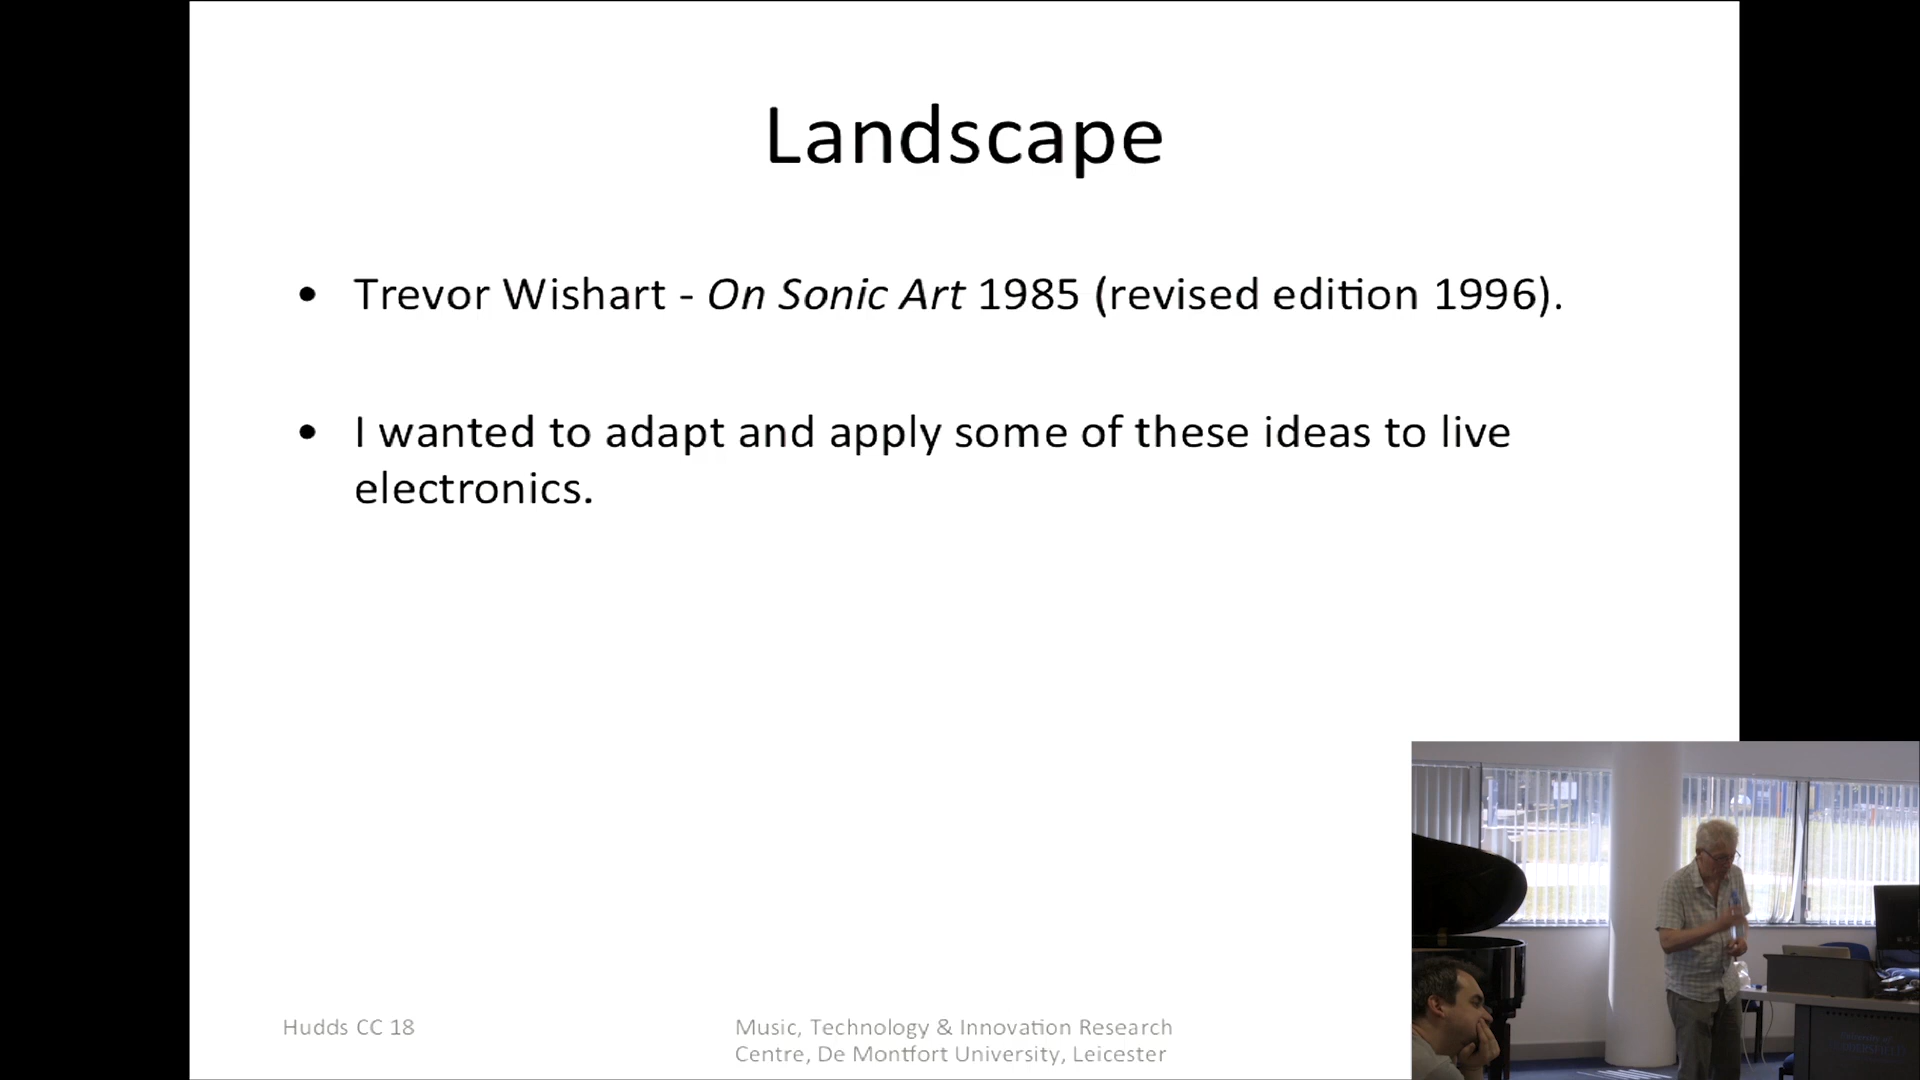 Landscape
• Trevor Wishart - On Sonic Art 1985 (revised edition 1996).
• I wanted to adapt and apply some of these ideas to live
electronics.
Hudds CC 18
Music, Technology & Innovation Research
Centre, De Montfort University, Leicester